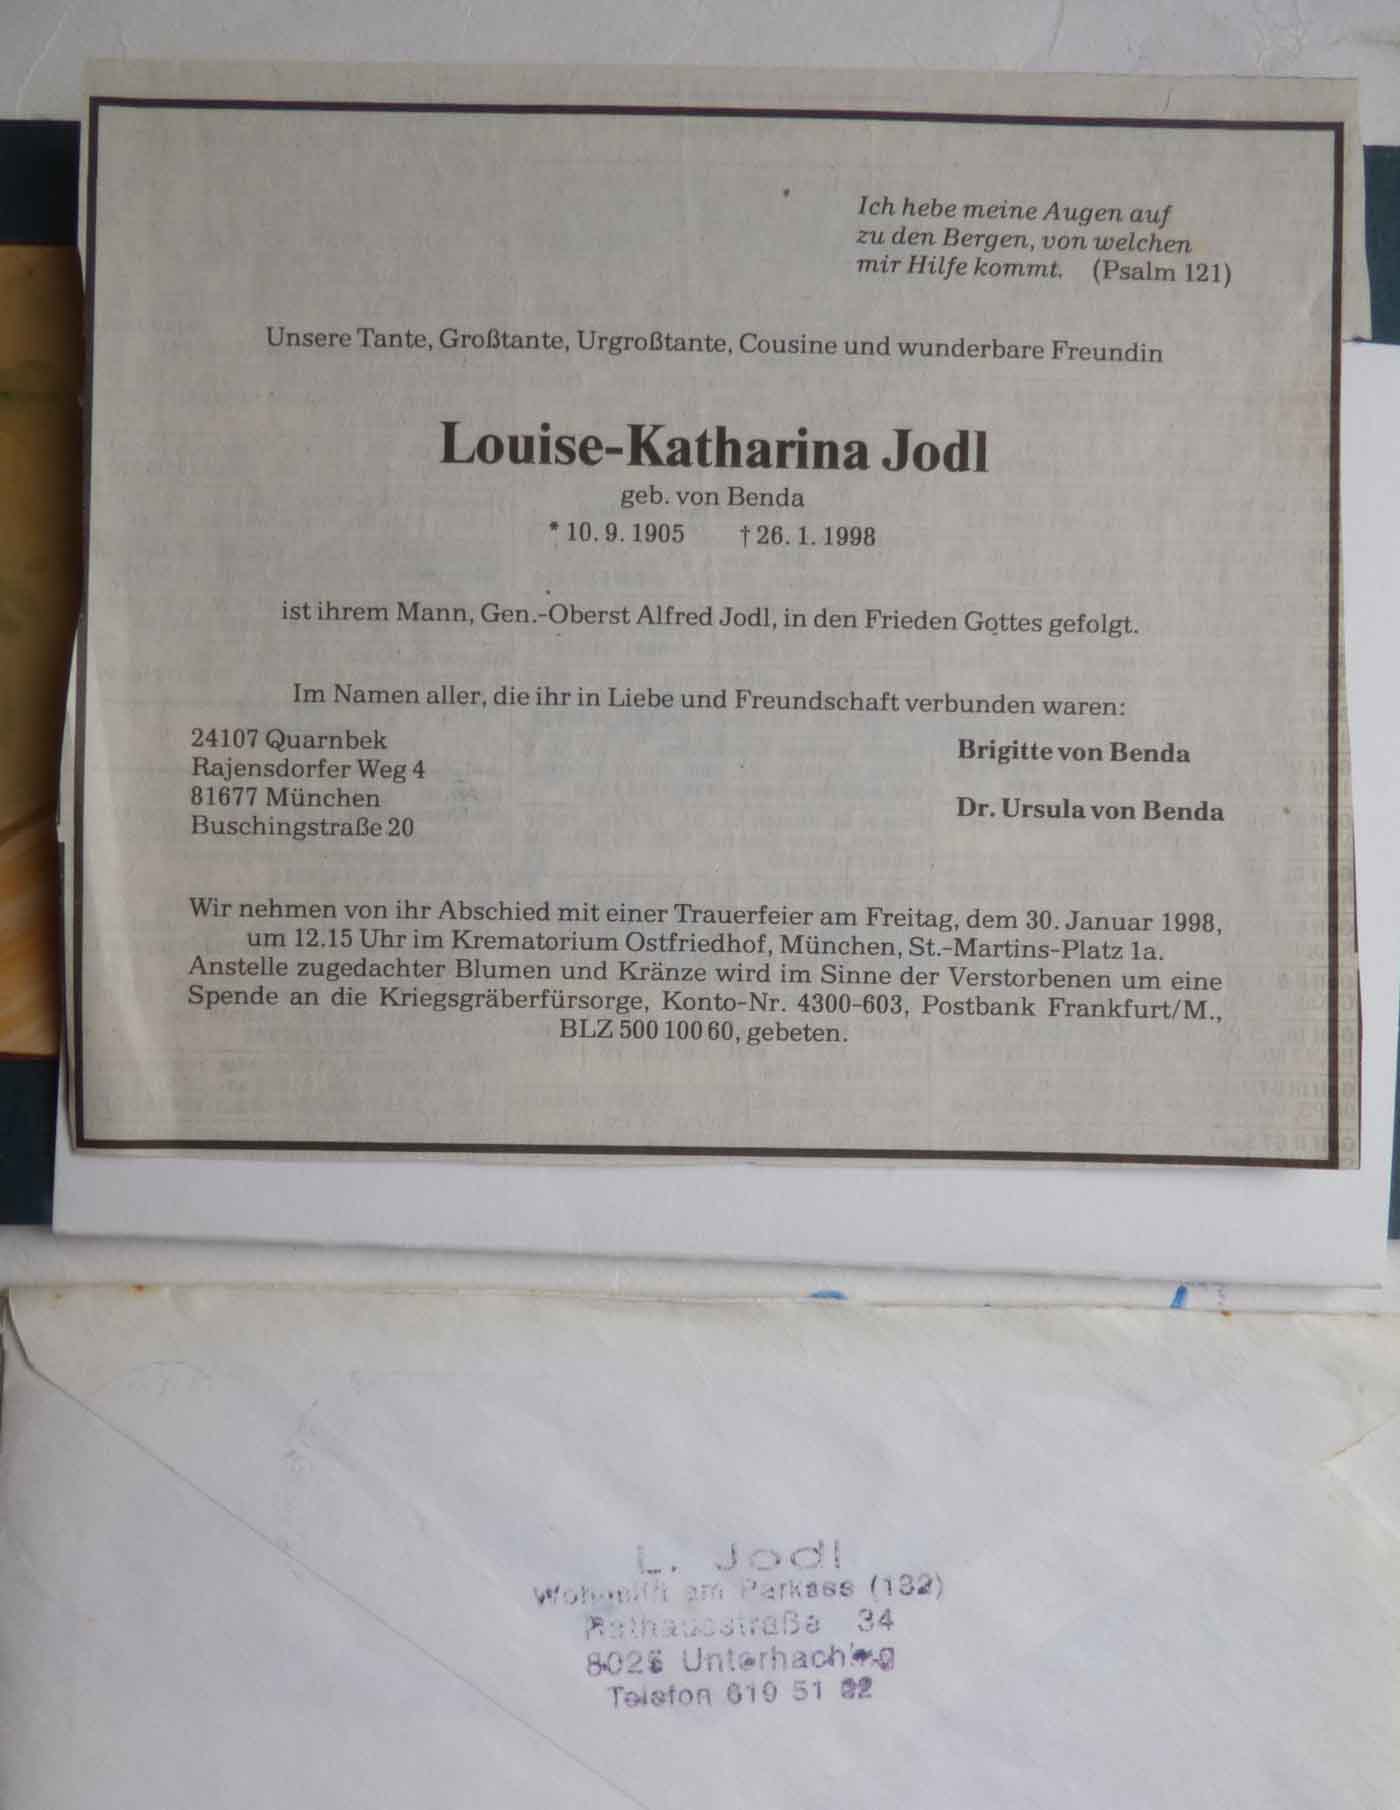 Ich hebe meine Augen auf
zu den Bergen, von welchen
mir Hilfe kommt. (Psalm 121)
Unsere Tante, Großtante, Urgroßtante, Cousine und wunderbare Freundin
Louise-Katharina Jodl
geb. von Benda
* 10. 9. 1905 † 26. 1. 1998
ist ihrem Mann, Gen.-Oberst Alfred Jodl, in den Frieden Gottes gefolgt.
Im Namen aller, die ihr in Liebe und Freundschaft verbunden waren:
24107 Quarnbek
Rajensdorfer Weg 4
Brigitte von Benda
81677 München
Buschingstraße 20
Dr. Ursula von Benda
Wir nehmen von ihr Abschied mit einer Trauerfeier am Freitag, dem 30. Januar 1998,
um 12.15 Uhr im Krematorium Ostfriedhof, München, St.-Martins-Platz 1a.
Anstelle zugedachter Blumen und Kränze wird im Sinne der Verstorbenen um eine
Spende an die Kriegsgräberfürsorge, Konto-Nr. 4300-603, Postbank Frankfurt/M.,
BLZ 500 100 60, gebeten.
L. Jodl
am (132)
Rathausstraße 34
Unterhaching
Telefon 619 51